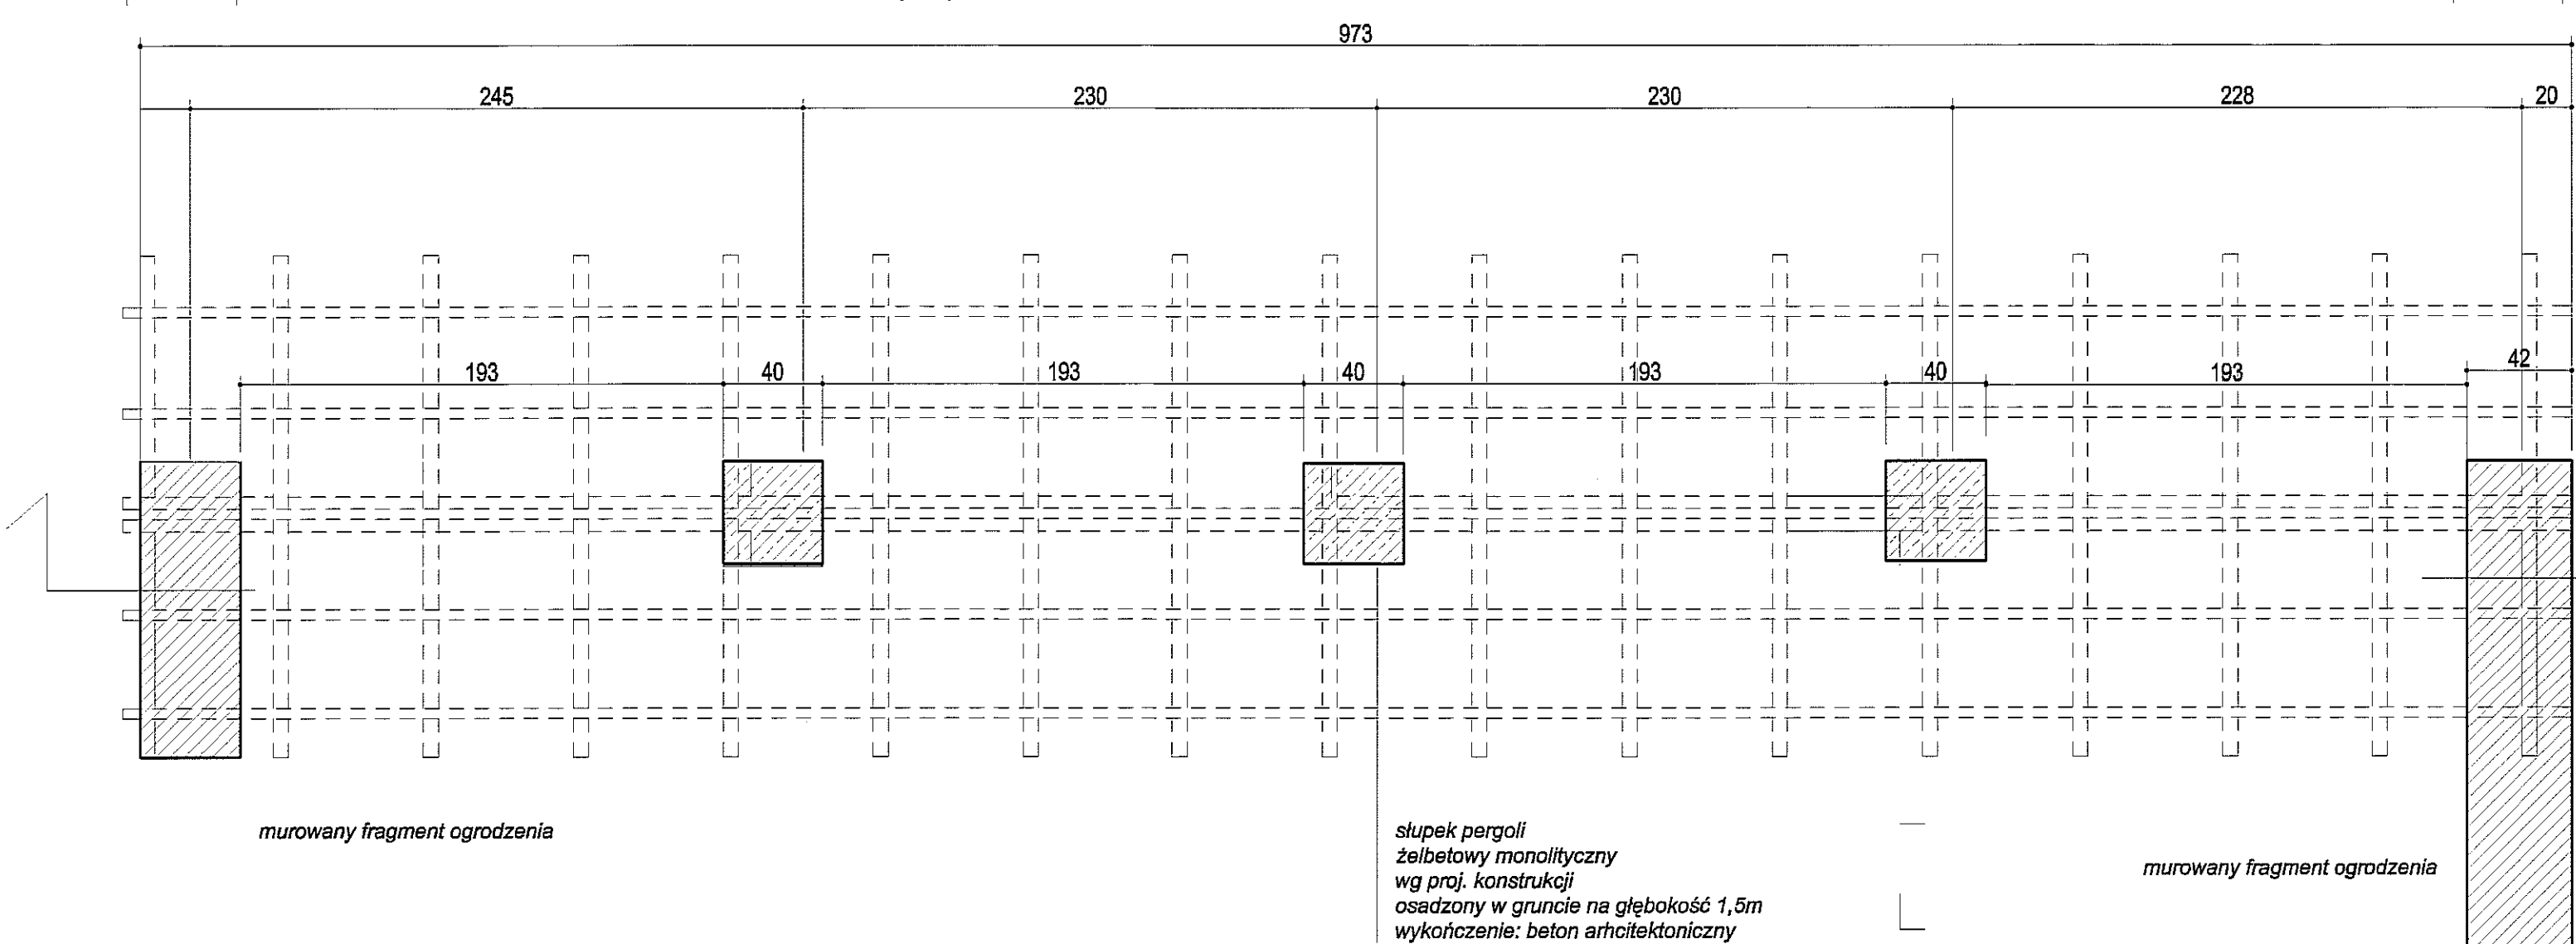 973
245 230 230 228 20
193 40 193 40 193 40 193 42
murowany fragment ogrodzenia
słupek pergoli
żelbetowy monolityczny
wg proj. konstrukcji
osadzony w gruncie na głębokość 1,5m
wykończenie: beton arhcitektoniczny
murowany fragment ogrodzenia